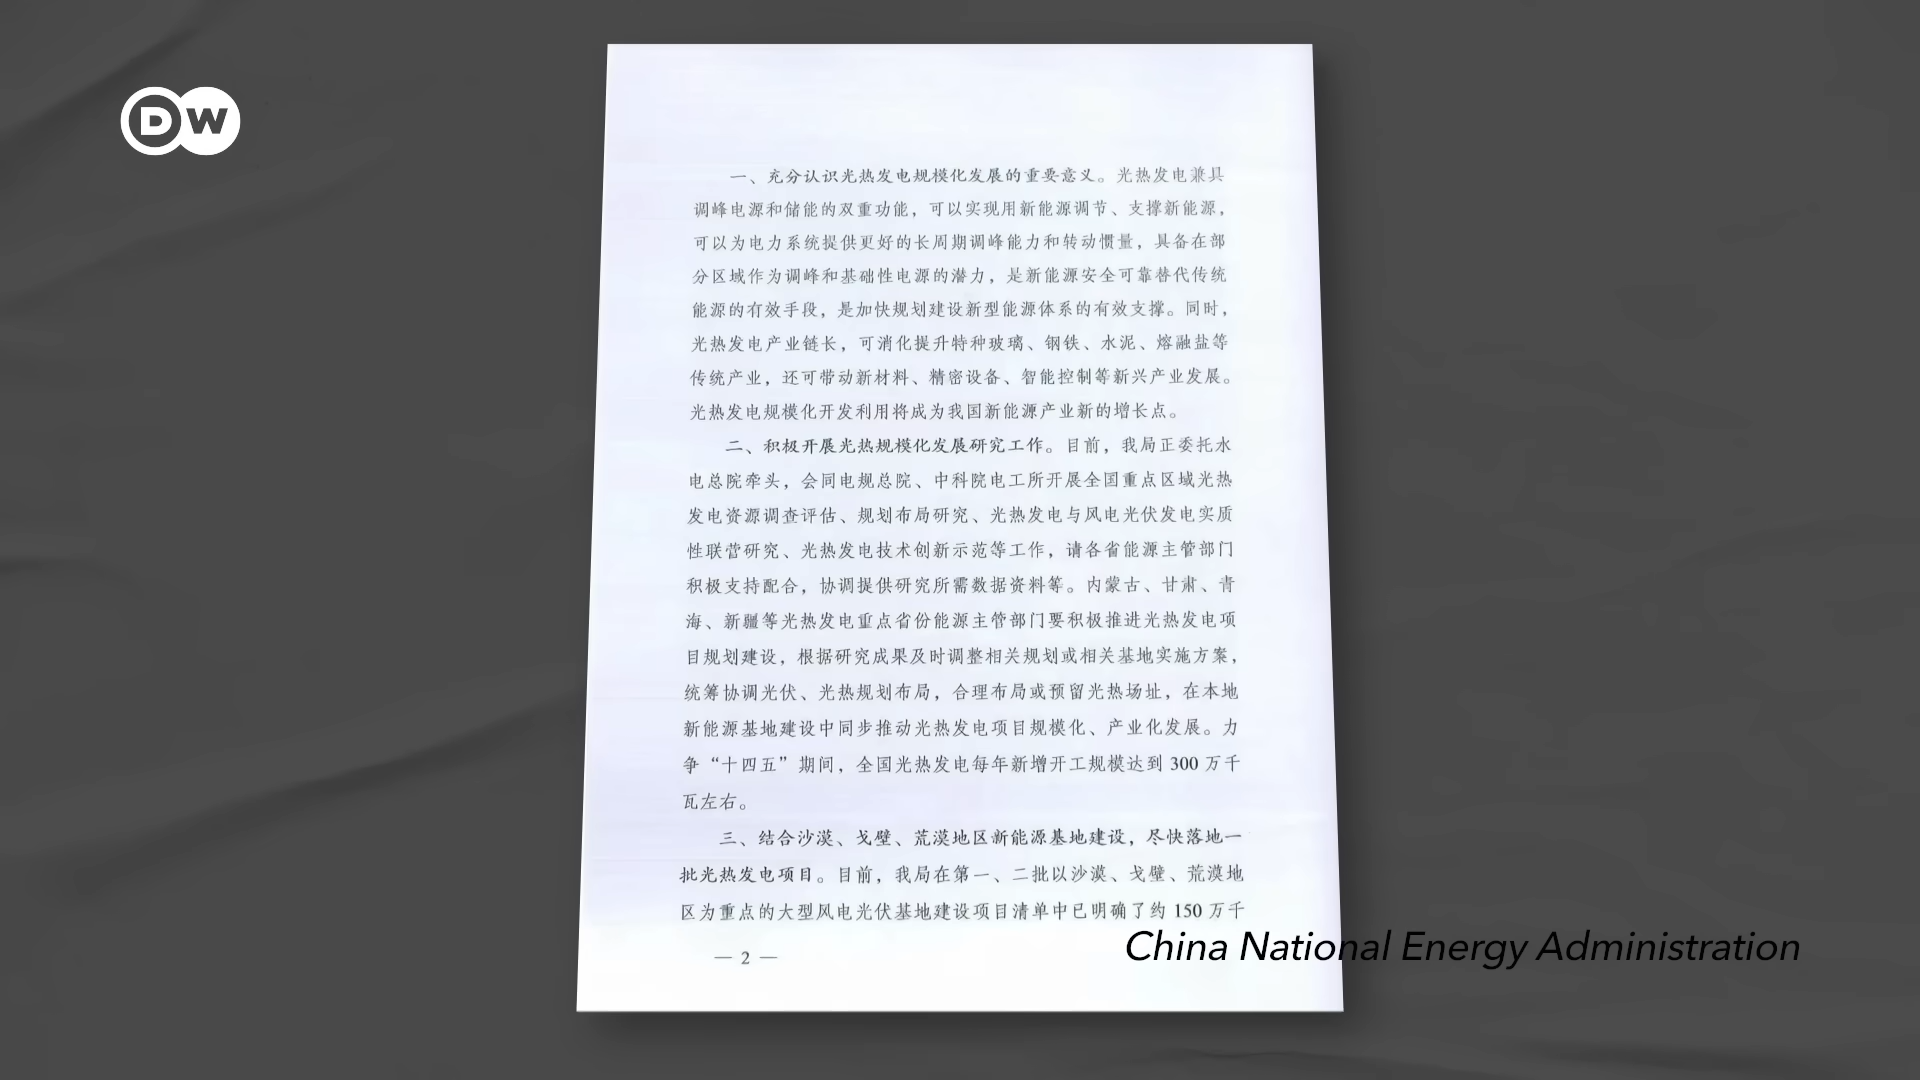 DW
一、充分认识光热发电规模化发展的重要意义。光热发电兼具
调峰电源和储能的双重功能，可以实现用新能源调节、支撑新能源，
可以为电力系统提供更好的长周期调峰能力和转动惯量，具备在部
分区域作为调峰和基础性电源的潜力，是新能源安全可靠替代传统
能源的有效手段，是加快规划建设新型能源体系的有效支撑。同时，
光热发电产业链长，可消化提升特种玻璃、钢铁、水泥、熔融盐等
传统产业，还可带动新材料、精密设备、智能控制等新兴产业发展。
光热发电规模化开发利用将成为我国新能源产业新的增长点。
二、积极开展光热规模化发展研究工作。目前，我局正委托水
电总院牵头，会同电规总院、中科院电工所开展全国重点区域光热
发电资源调查评估、规划布局研究、光热发电与风电光伏发电实质
性联营研究、光热发电技术创新示范等工作，请各省能源主管部门
积极支持配合，协调提供研究所需数据资料等。内蒙古、甘肃、青
海、新疆等光热发电重点省份能源主管部门要积极推进光热发电项
目规划建设，根据研究成果及时调整相关规划或相关基地实施方案，
统筹协调光伏、光热规划布局，合理布局或预留光热场址，在本地
新能源基地建设中同步推动光热发电项目规模化、产业化发展。力
争“十四五”期间，全国光热发电每年新增开工规模达到 300 万千
瓦左右。
三、结合沙漠、戈壁、荒漠地区新能源基地建设，尽快落地一
批光热发电项目。目前，我局在第一、二批以沙漠、戈壁、荒漠地
区为重点的大型风电光伏基地建设项目清单中已明确了约 150 万千
China National Energy Administration
— 2 —